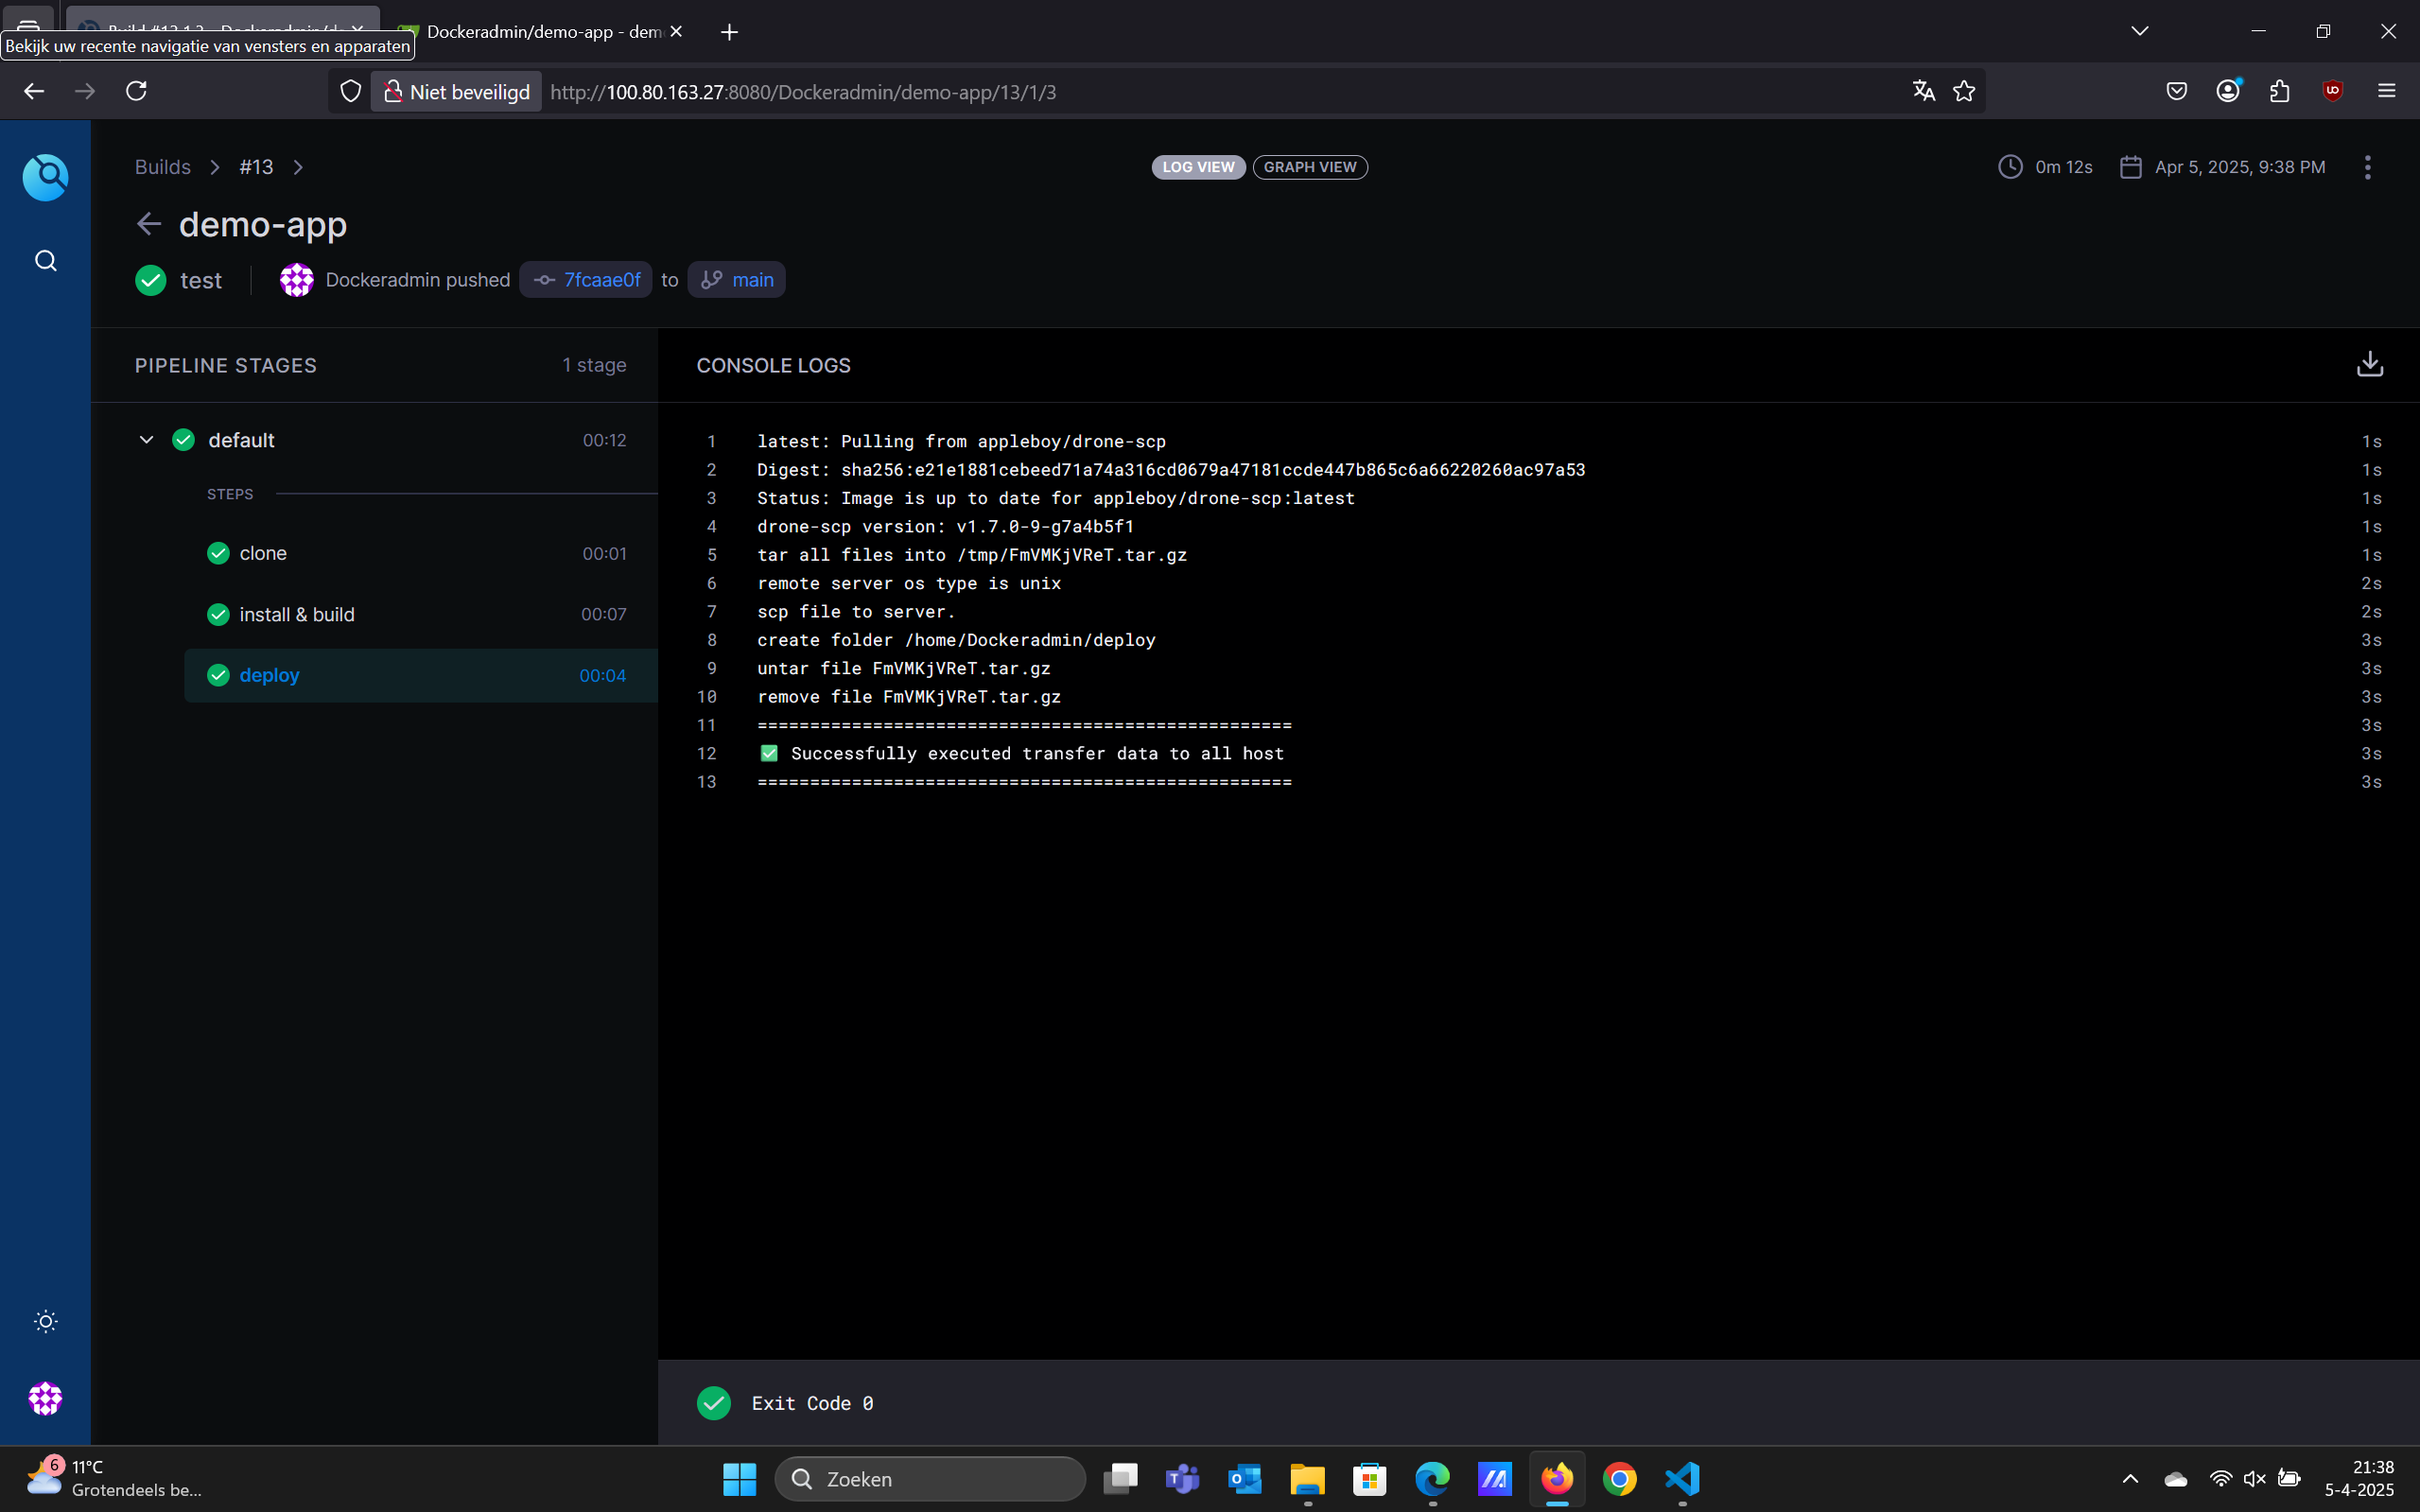 Dockeradmin/demo-app - dem
Bekijk uw recente navigatie van vensters en apparaten
Niet beveiligd
http://100.80.163.27:8080/Dockeradmin/demo-app/13/1/3
Builds
#13
LOG VIEW
GRAPH VIEW
0m 12s
Apr 5, 2025, 9:38 PM
demo-app
test
Dockeradmin pushed
7fcaae0f
to
main
PIPELINE STAGES
1 stage
default
00:12
STEPS
clone
00:01
install & build
00:07
deploy
00:04
CONSOLE LOGS
1 latest: Pulling from appleboy/drone-scp 1s
2 Digest: sha256:e21e1881cebeed71a74a316cd0679a47181ccde447b865c6a66220260ac97a53 1s
3 Status: Image is up to date for appleboy/drone-scp:latest 1s
4 drone-scp version: v1.7.0-9-g7a4b5f1 1s
5 tar all files into /tmp/FmVMKjVReT.tar.gz 1s
6 remote server os type is unix 2s
7 scp file to server. 2s
8 create folder /home/Dockeradmin/deploy 3s
9 untar file FmVMKjVReT.tar.gz 3s
10 remove file FmVMKjVReT.tar.gz 3s
11 =================================================== 3s
12 ✅ Successfully executed transfer data to all host 3s
13 =================================================== 3s
Exit Code 0
6
11°C
Grotendeels be...
Zoeken
21:38
5-4-2025